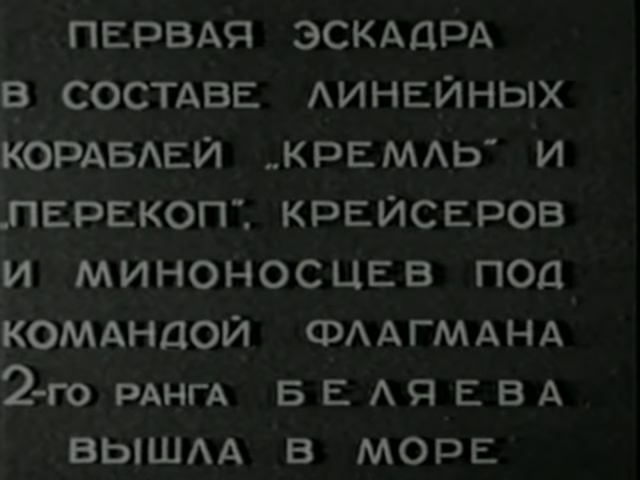 ПЕРВАЯ ЭСКАДРА
В СОСТАВЕ ЛИНЕЙНЫХ
КОРАБЛЕЙ „КРЕМЛЬ" И
„ПЕРЕКОП", КРЕЙСЕРОВ
И МИНОНОСЦЕВ ПОД
КОМАНДОЙ ФЛАГМАНА
2-ГО РАНГА БЕЛЯЕВА
ВЫШЛА В МОРЕ